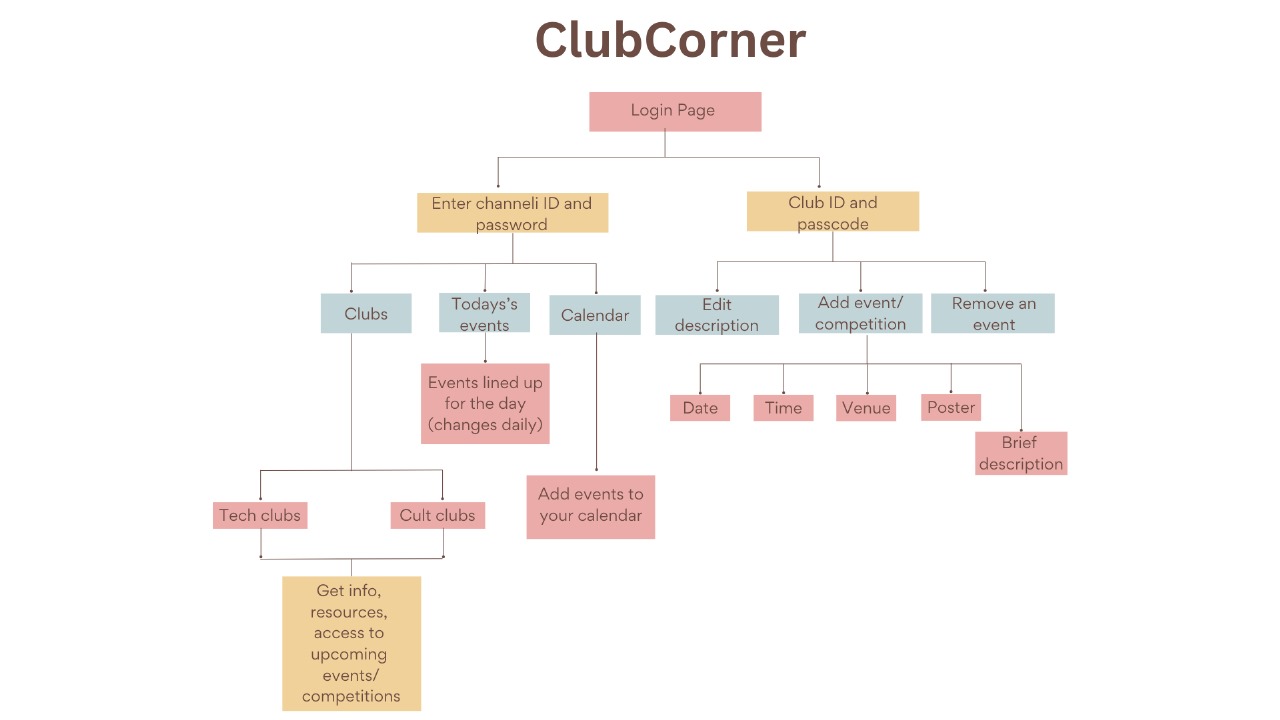 ClubCorner
Login Page
Enter channeli ID and
password
Club ID and
passcode
Clubs
Todays's
events
Calendar
Edit
description
Add event/
competition
Remove an
event
Events lined up
for the day
(changes daily)
Date
Time
Venue
Poster
Brief
description
Add events to
your calendar
Tech clubs
Cult clubs
Get info,
resources,
access to
upcoming
events/
competitions